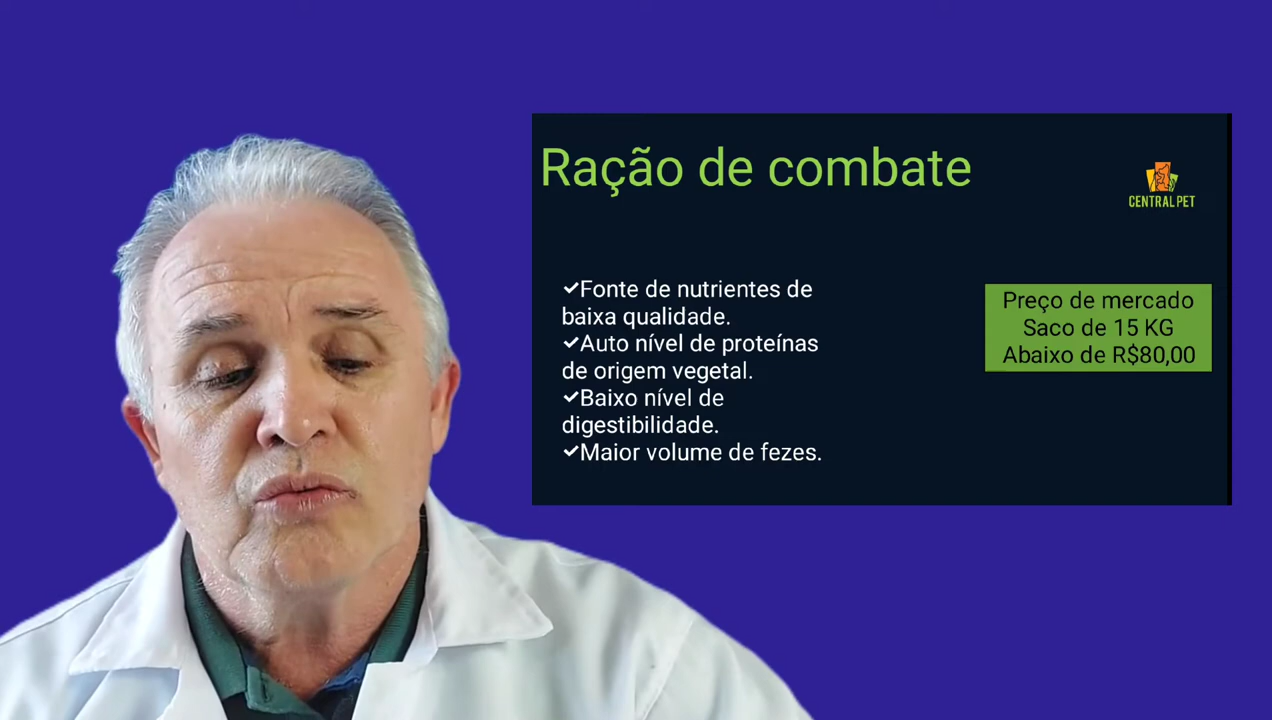 Ração de combate
CENTRAL PET
✔Fonte de nutrientes de
baixa qualidade.
✔Auto nível de proteínas
de origem vegetal.
✔Baixo nível de
digestibilidade.
✔Maior volume de fezes.
Preço de mercado
Saco de 15 KG
Abaixo de R$80,00